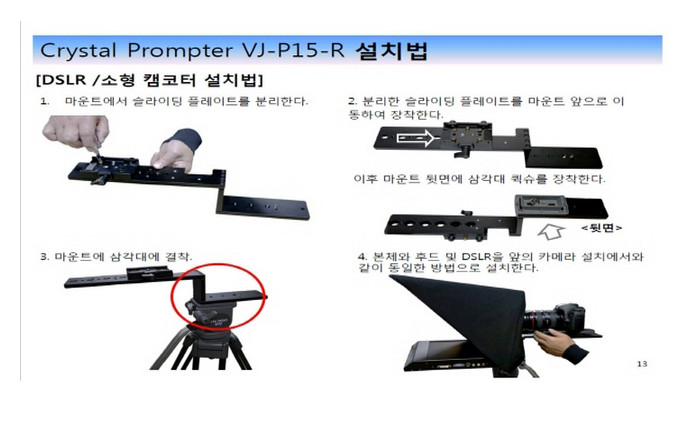 Crystal Prompter VJ-P15-R 설치법
[DSLR /소형 캠코터 설치법]
1. 마운트에서 슬라이딩 플레이트를 분리한다.
2. 분리한 슬라이딩 플레이트를 마운트 앞으로 이
동하여 장착한다.
이후 마운트 뒷면에 삼각대 퀵슈를 장착한다.
<뒷면>
3. 마운트에 삼각대에 결착.
4. 본체와 후드 및 DSLR을 앞의 카메라 설치에서와
같이 동일한 방법으로 설치한다.
13